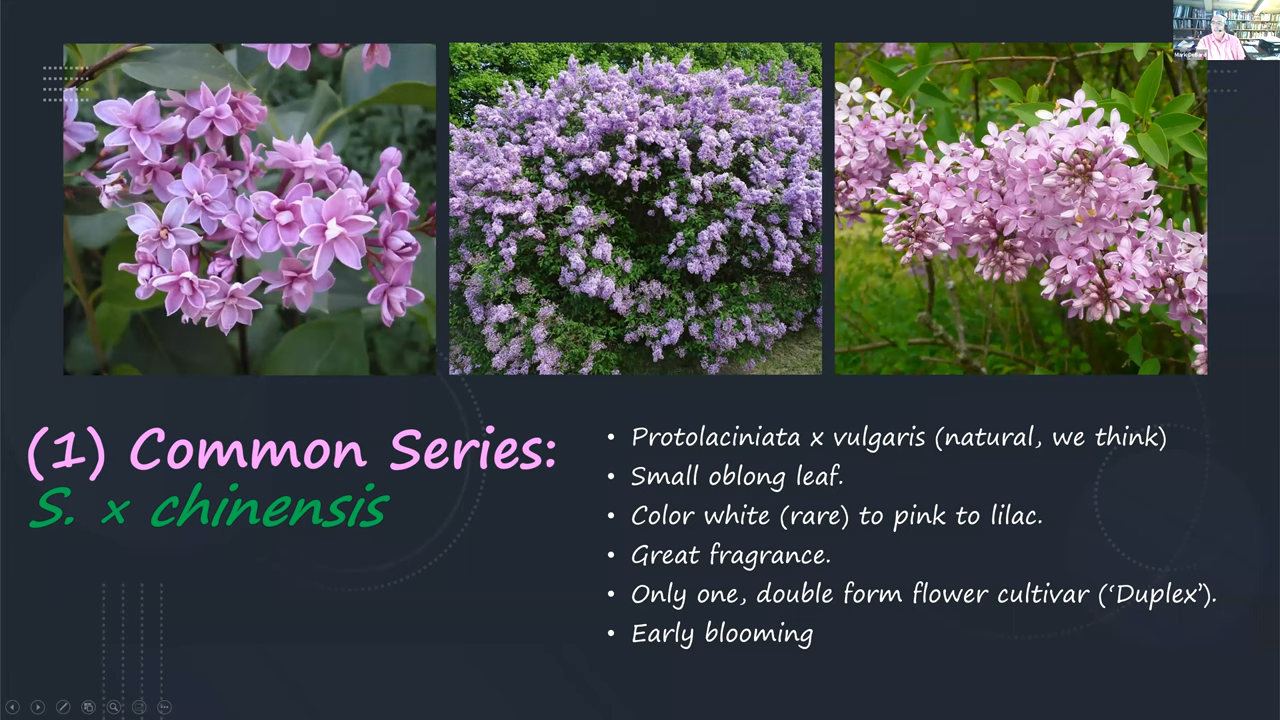 (1) Common Series:
S. x chinensis
• Protolaciniata x vulgaris (natural, we think)
• Small oblong leaf.
• Color white (rare) to pink to lilac.
• Great fragrance.
• Only one, double form flower cultivar (‘Duplex’).
• Early blooming